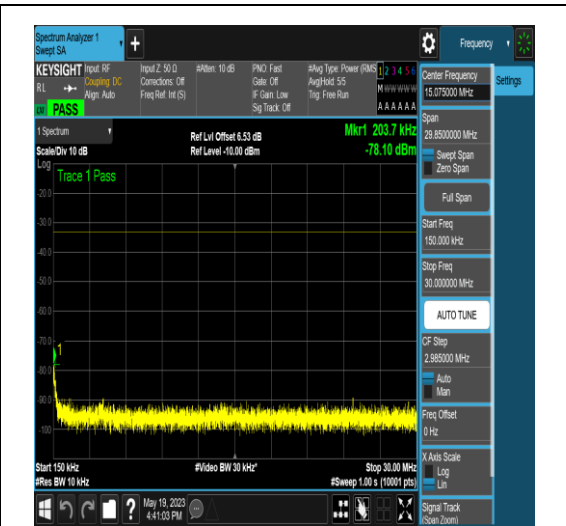 Spectrum Analyzer 1
Swept SA
+
Frequency
KEYSIGHT
Input: RF
Coupling: DC
Align: Auto
Input Z: 50 Ω
Corrections: Off
Freq Ref: Int (S)
#Atten: 10 dB
PNO: Fast
Gate: Off
IF Gain: Low
Sig Track: Off
#Avg Type: Power (RMS
Avg|Hold: 5/5
Trig: Free Run
1 2 3 4 5 6
M W W W W W
A A A A A A
RL
PASS
Center Frequency
15.075000 MHz
Settings
Span
29.8500000 MHz
Swept Span
Zero Span
Full Span
Start Freq
150.000 kHz
Stop Freq
30.000000 MHz
AUTO TUNE
CF Step
2.985000 MHz
Auto
Man
Freq Offset
0 Hz
X Axis Scale
Log
Lin
Signal Track
(Span Zoom)
1 Spectrum
Scale/Div 10 dB
Ref Lvl Offset 6.53 dB
Ref Level -10.00 dBm
Mkr1 203.7 kHz
-78.10 dBm
Log
Trace 1 Pass
-20.0
-30.0
-40.0
-50.0
-60.0
-70.0
-80.0
-90.0
-100
1
Start 150 kHz
#Res BW 10 kHz
#Video BW 30 kHz*
Stop 30.00 MHz
#Sweep 1.00 s (10001 pts)
?
May 19, 2023
4:41:03 PM